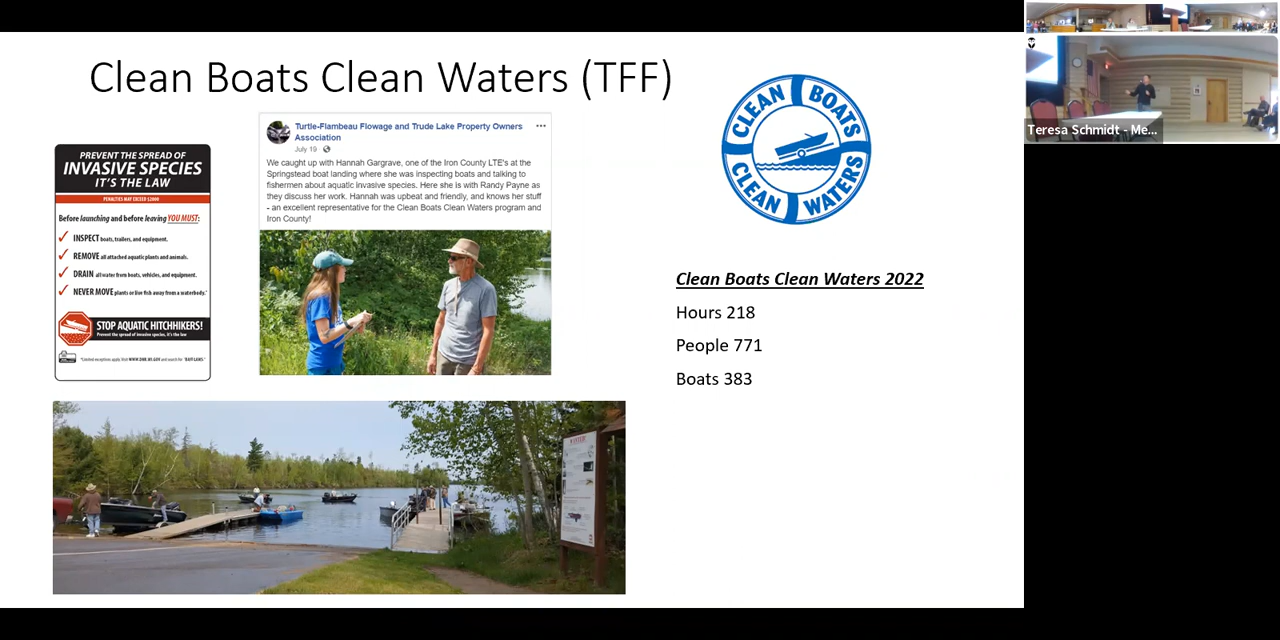 Clean Boats Clean Waters (TFF)
PREVENT THE SPREAD OF
INVASIVE SPECIES
IT'S THE LAW
PENALTIES MAY EXCEED $2000
Before launching and before leaving YOU MUST:
INSPECT boats, trailers, and equipment.
REMOVE all attached aquatic plants and animals.
DRAIN all water from boats, vehicles, and equipment.
NEVER MOVE plants or live fish away from a waterbody.*
STOP AQUATIC HITCHHIKERS!
Prevent the spread of invasive species, it's the law
Turtle-Flambeau Flowage and Trude Lake Property Owners
Association
July 19
We caught up with Hannah Gargrave, one of the Iron County LTE's at the
Springstead boat landing where she was inspecting boats and talking to
fishermen about aquatic invasive species. Here she is with Randy Payne as
they discuss her work. Hannah was upbeat and friendly, and knows her stuff
- an excellent representative for the Clean Boats Clean Waters program and
Iron County!
CLEAN BOATS
CLEAN WATERS
Clean Boats Clean Waters 2022
Hours 218
People 771
Boats 383
Teresa Schmidt - Me...